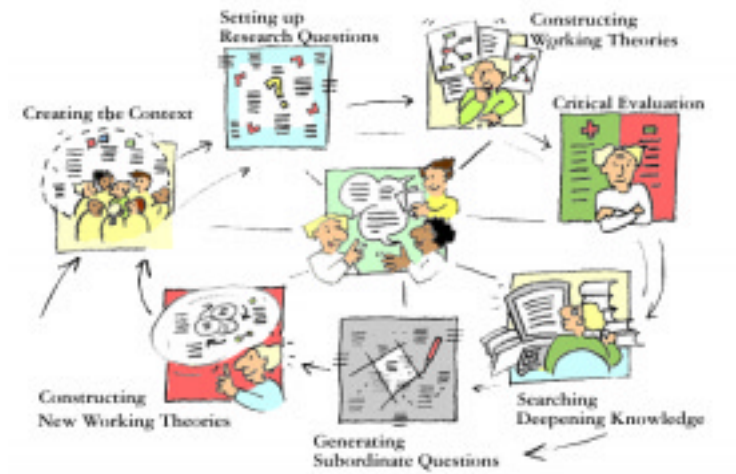 Setting up
Research Questions
Constructing
Working Theories
Creating the Context
Critical Evaluation
Searching
Deepening Knowledge
Constructing
New Working Theories
Generating
Subordinate Questions